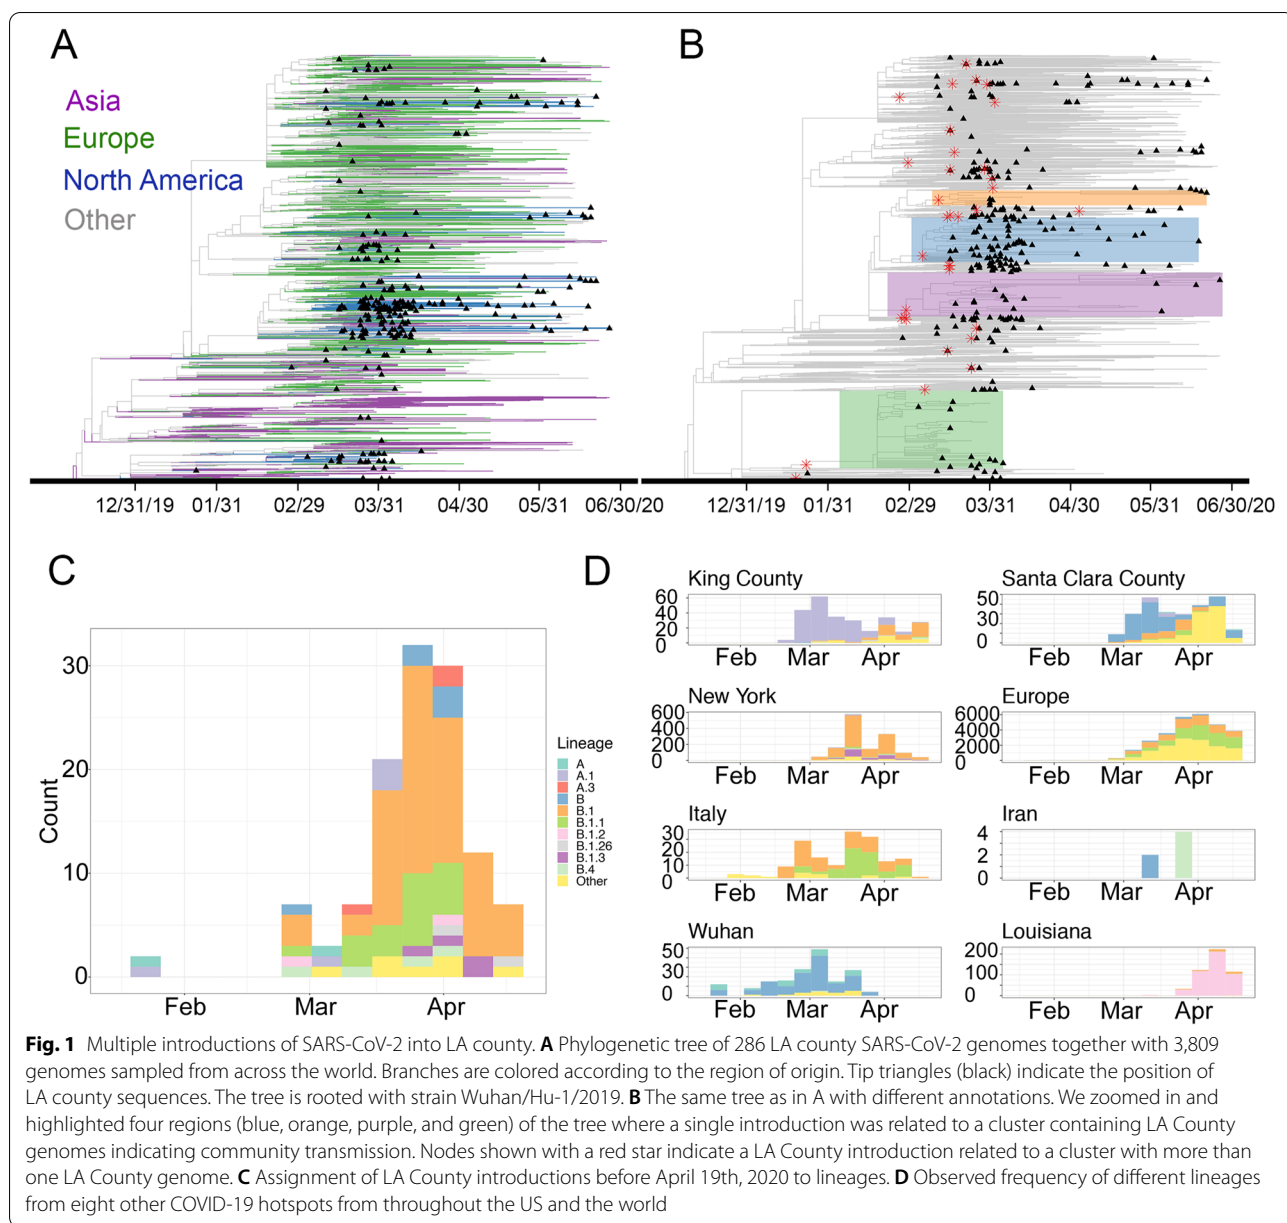 A
Asia
Europe
North America
Other
12/31/19 01/31 02/29 03/31 04/30 05/31 06/30/20
B
12/31/19 01/31 02/29 03/31 04/30 05/31 06/30/20
C
Count
30
20
10
0
Feb Mar Apr
Lineage
A
A.1
A.3
B
B.1
B.1.1
B.1.2
B.1.26
B.1.3
B.4
Other
D
King County
60
40
20
0
Feb Mar Apr
Santa Clara County
50
30
10
0
Feb Mar Apr
New York
600
400
200
0
Feb Mar Apr
Europe
6000
4000
2000
0
Feb Mar Apr
Italy
30
20
10
0
Feb Mar Apr
Iran
4
2
0
Feb Mar Apr
Wuhan
50
30
10
0
Feb Mar Apr
Louisiana
200
100
0
Feb Mar Apr
Fig. 1 Multiple introductions of SARS-CoV-2 into LA county. A Phylogenetic tree of 286 LA county SARS-CoV-2 genomes together with 3,809
genomes sampled from across the world. Branches are colored according to the region of origin. Tip triangles (black) indicate the position of
LA county sequences. The tree is rooted with strain Wuhan/Hu-1/2019. B The same tree as in A with different annotations. We zoomed in and
highlighted four regions (blue, orange, purple, and green) of the tree where a single introduction was related to a cluster containing LA County
genomes indicating community transmission. Nodes shown with a red star indicate a LA County introduction related to a cluster with more than
one LA County genome. C Assignment of LA County introductions before April 19th, 2020 to lineages. D Observed frequency of different lineages
from eight other COVID-19 hotspots from throughout the US and the world